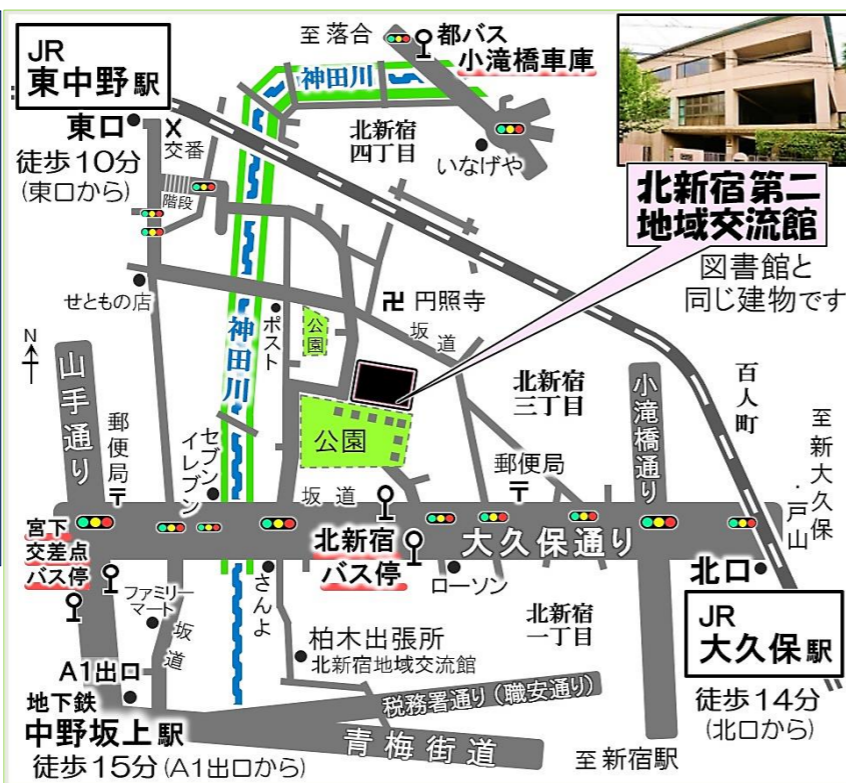 JR
東中野駅
東口
徒歩10分
(東口から)
交番
階段
至落合
都バス
小滝橋車庫
神田川
北新宿
四丁目
いなげや
北新宿第二
地域交流館
図書館と
同じ建物です
せともの店
ポスト
公園
卍円照寺
坂道
N
山手通り
郵便局
〒
セブン
イレブン
神田川
公園
北新宿
三丁目
小滝橋通り
百人町
至新大久保
・戸山
郵便局
〒
坂道
宮下
交差点
バス停
北新宿
バス停
大久保通り
ローソン
さんよ
ファミリー
マート
坂道
北新宿
一丁目
北口
JR
大久保駅
徒歩14分
(北口から)
柏木出張所
北新宿地域交流館
A1出口
地下鉄
中野坂上駅
徒歩15分(A1出口から)
税務署通り(職安通り)
青梅街道
至新宿駅